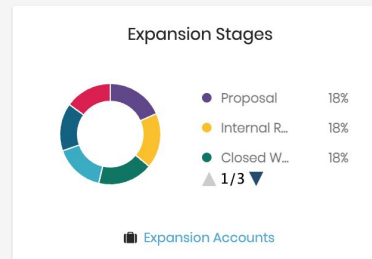 Expansion Stages
Proposal 18%
Internal R... 18%
Closed W... 18%
1/3
Expansion Accounts